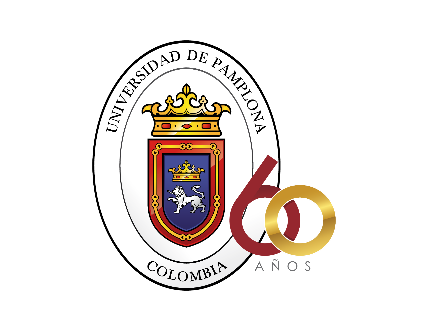 UNIVERSIDAD DE PAMPLONA
COLOMBIA
60
AÑOS